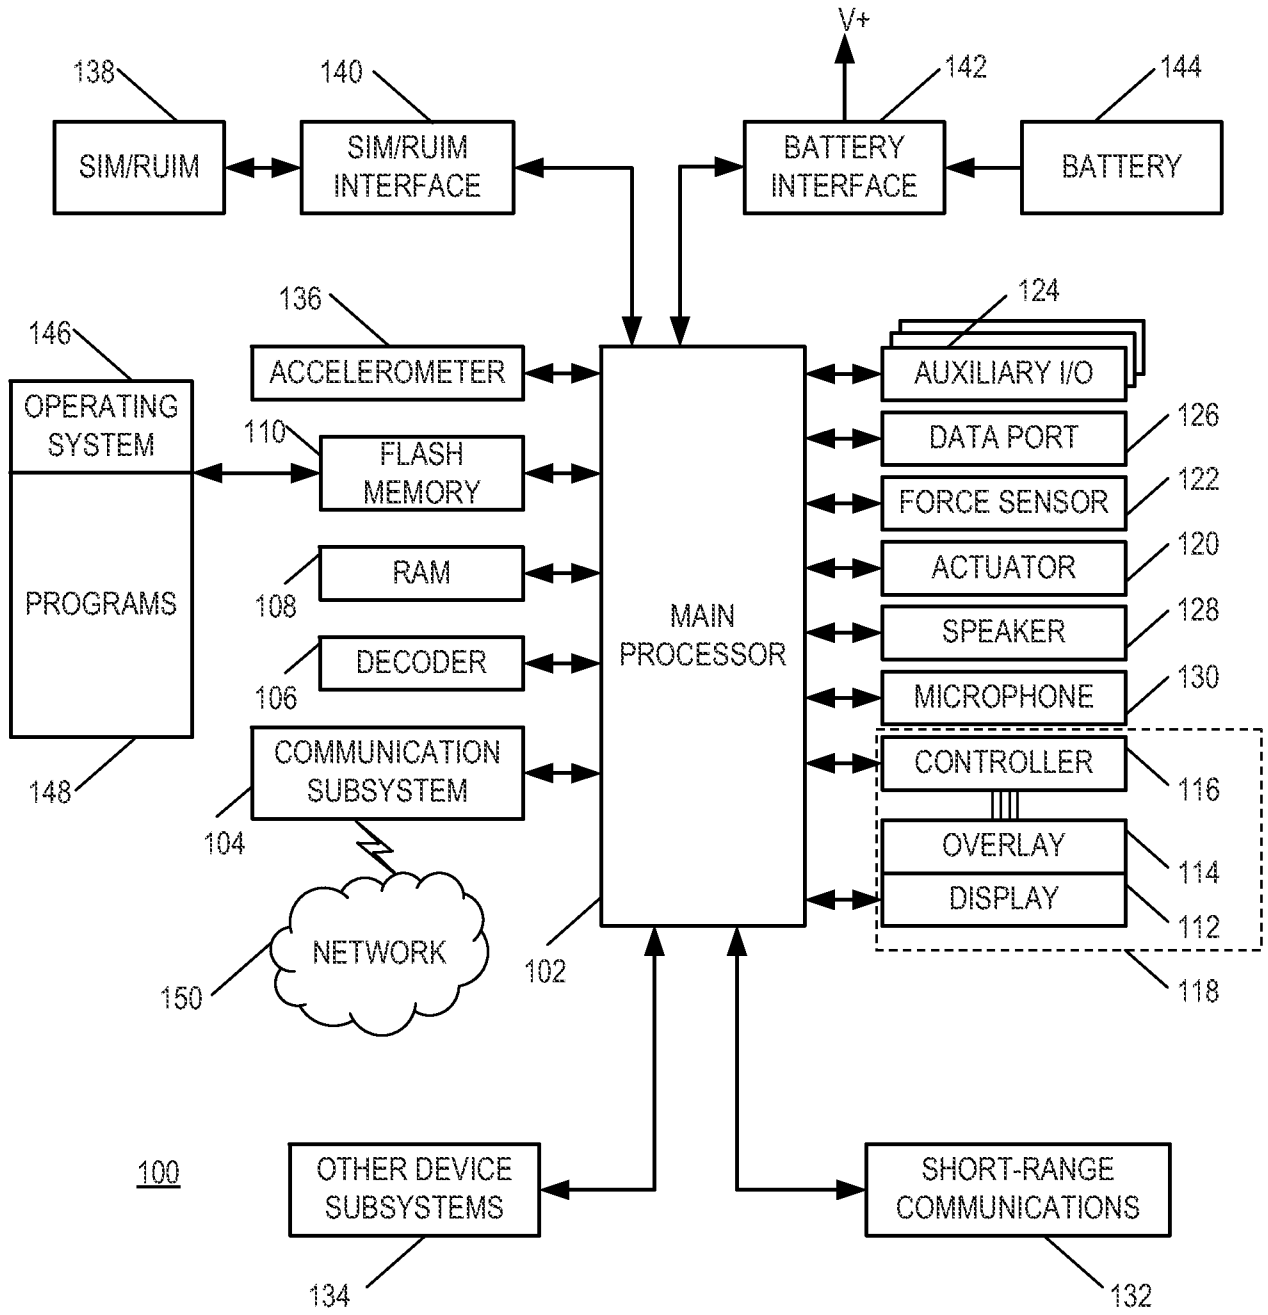 V+
138
140
142
144
SIM/RUIM
SIM/RUIM
INTERFACE
BATTERY
INTERFACE
BATTERY
136
124
146
ACCELEROMETER
AUXILIARY I/O
OPERATING
SYSTEM
110
FLASH
MEMORY
DATA PORT
126
FORCE SENSOR
122
PROGRAMS
RAM
108
ACTUATOR
120
MAIN
PROCESSOR
SPEAKER
128
DECODER
106
MICROPHONE
130
COMMUNICATION
SUBSYSTEM
CONTROLLER
116
148
104
OVERLAY
114
DISPLAY
112
NETWORK
150
102
118
100
OTHER DEVICE
SUBSYSTEMS
SHORT-RANGE
COMMUNICATIONS
134
132